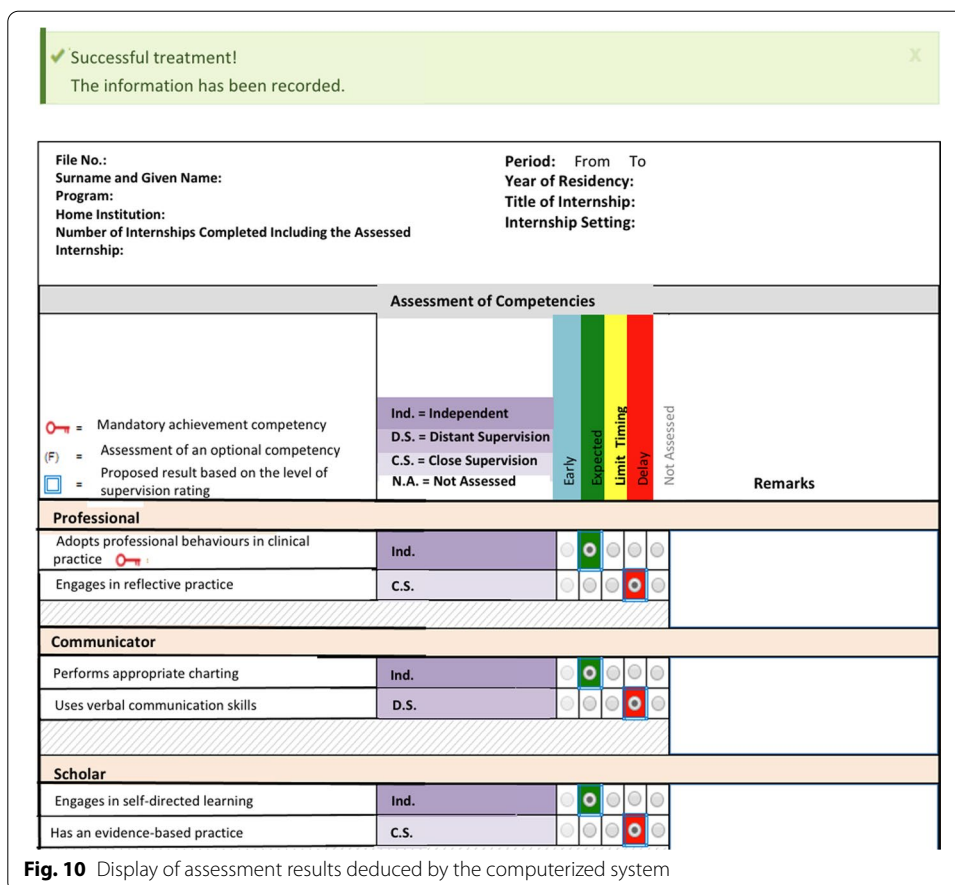 ✔ Successful treatment! X
The information has been recorded.
File No.:
Surname and Given Name:
Program:
Home Institution:
Number of Internships Completed Including the Assessed
Internship:
Period: From To
Year of Residency:
Title of Internship:
Internship Setting:
Assessment of Competencies
= Mandatory achievement competency
(F) = Assessment of an optional competency
= Proposed result based on the level of
supervision rating
Ind. = Independent
D.S. = Distant Supervision
C.S. = Close Supervision
N.A. = Not Assessed
Early
Expected
Limit Timing
Delay
Not Assessed
Remarks
Professional
Adopts professional behaviours in clinical
practice
Ind.
Engages in reflective practice C.S.
Communicator
Performs appropriate charting Ind.
Uses verbal communication skills D.S.
Scholar
Engages in self-directed learning Ind.
Has an evidence-based practice C.S.
Fig. 10 Display of assessment results deduced by the computerized system